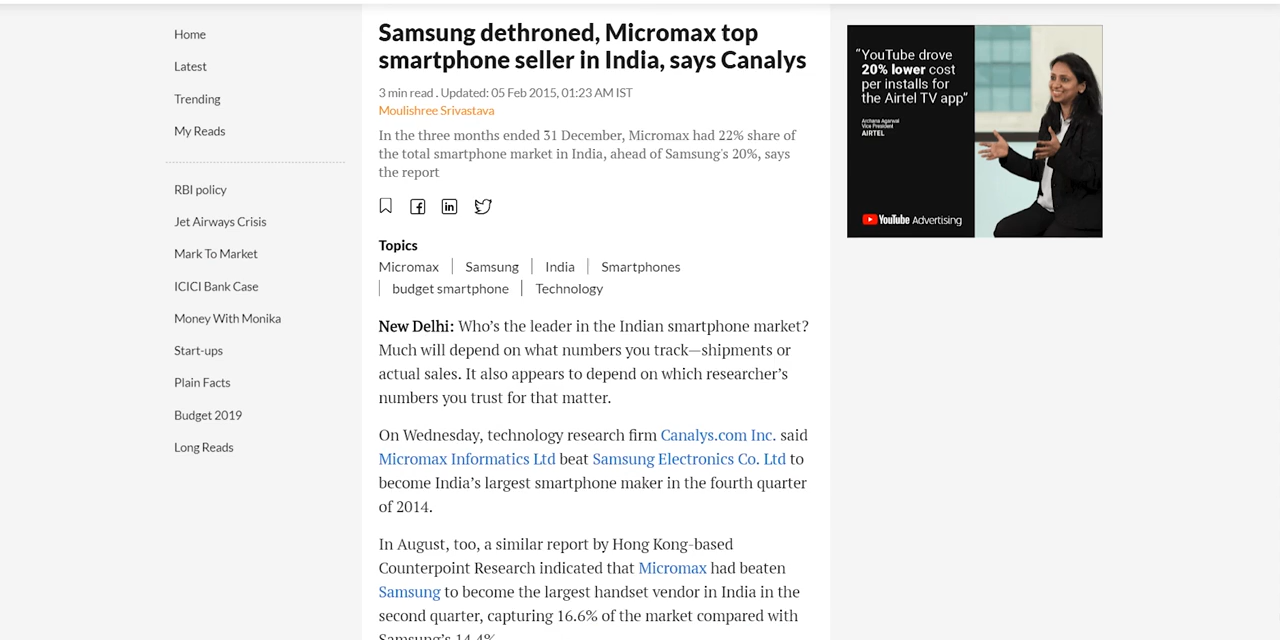 Home
Latest
Trending
My Reads
RBI policy
Jet Airways Crisis
Mark To Market
ICICI Bank Case
Money With Monika
Start-ups
Plain Facts
Budget 2019
Long Reads
Samsung dethroned, Micromax top
smartphone seller in India, says Canalys
3 min read . Updated: 05 Feb 2015, 01:23 AM IST
Moulishree Srivastava
In the three months ended 31 December, Micromax had 22% share of
the total smartphone market in India, ahead of Samsung's 20%, says
the report
Topics
Micromax | Samsung | India | Smartphones
| budget smartphone | Technology
New Delhi: Who’s the leader in the Indian smartphone market?
Much will depend on what numbers you track—shipments or
actual sales. It also appears to depend on which researcher’s
numbers you trust for that matter.
On Wednesday, technology research firm Canalys.com Inc. said
Micromax Informatics Ltd beat Samsung Electronics Co. Ltd to
become India’s largest smartphone maker in the fourth quarter
of 2014.
In August, too, a similar report by Hong Kong-based
Counterpoint Research indicated that Micromax had beaten
Samsung to become the largest handset vendor in India in the
second quarter, capturing 16.6% of the market compared with
Samsung’s 14.4%.
“YouTube drove
20% lower cost
per installs for
the Airtel TV app”
Archana Agarwal
Vice President
AIRTEL
YouTube Advertising